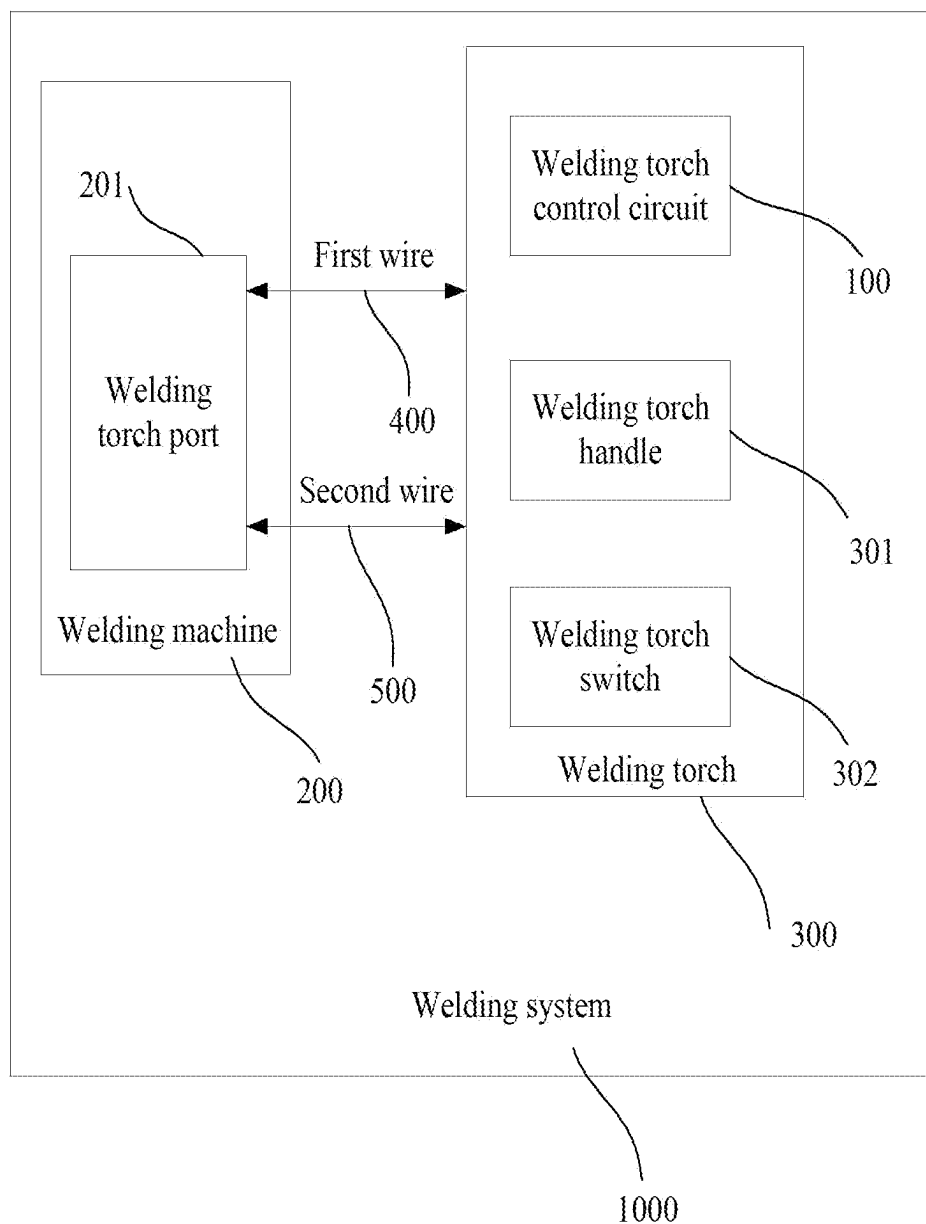 201
Welding
torch port
Welding machine
200
First wire
400
Second wire
500
Welding torch
control circuit
100
Welding torch
handle
301
Welding torch
switch
302
Welding torch
300
Welding system
1000